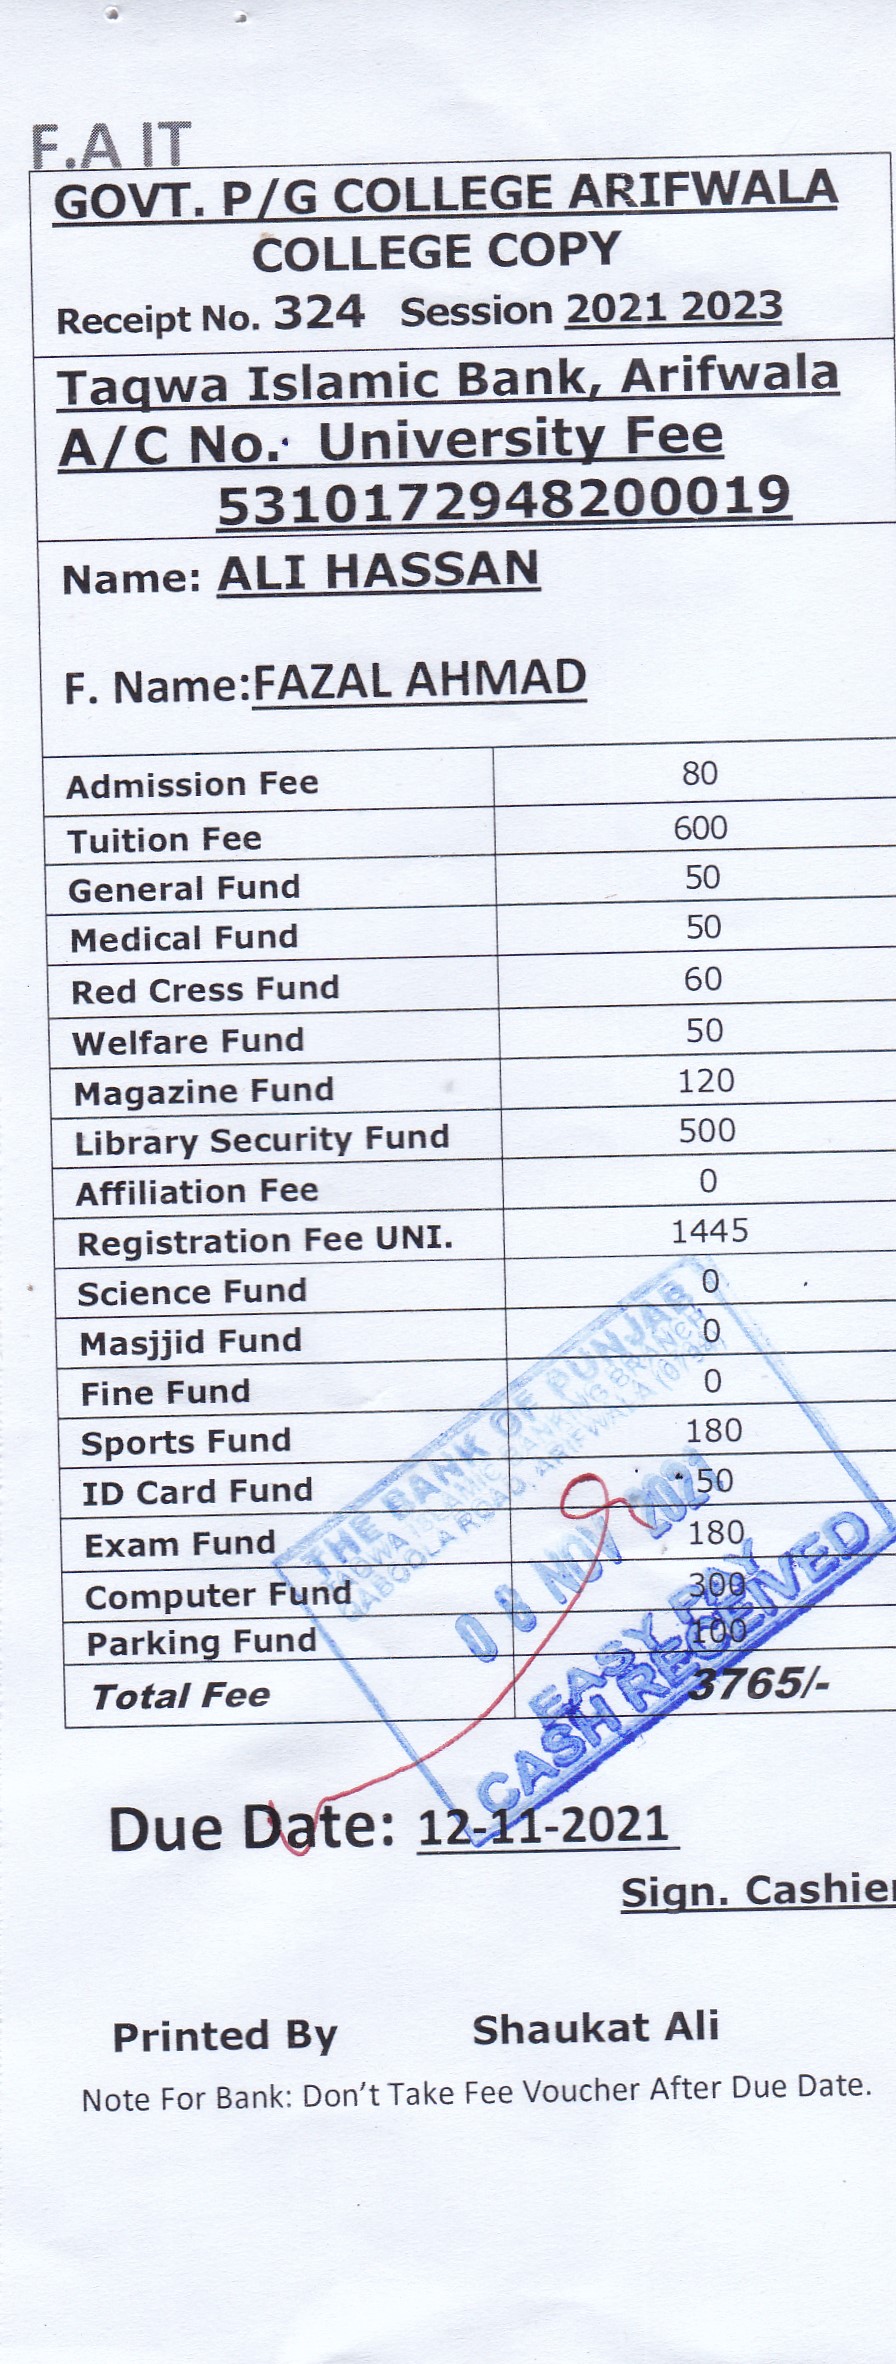 F.A IT
GOVT. P/G COLLEGE ARIFWALA
COLLEGE COPY
Receipt No. 324 Session 2021 2023
Taqwa Islamic Bank, Arifwala
A/C No. University Fee
5310172948200019
Name: ALI HASSAN
F. Name:FAZAL AHMAD
Admission Fee 80
Tuition Fee 600
General Fund 50
Medical Fund 50
Red Cress Fund 60
Welfare Fund 50
Magazine Fund 120
Library Security Fund 500
Affiliation Fee 0
Registration Fee UNI. 1445
Science Fund 0
Masjjid Fund 0
Fine Fund 0
Sports Fund 180
ID Card Fund 50
Exam Fund 180
Computer Fund 300
Parking Fund 100
Total Fee 3765/-
THE BANK OF PUNJAB
TAQWA ISLAMIC BANKING BRANCH
ROAD, ARIFWALA
08 NOV 2021
EASY PAY
CASH RECEIVED
Due Date: 12-11-2021
Sign. Cashier
Printed By Shaukat Ali
Note For Bank: Don't Take Fee Voucher After Due Date.